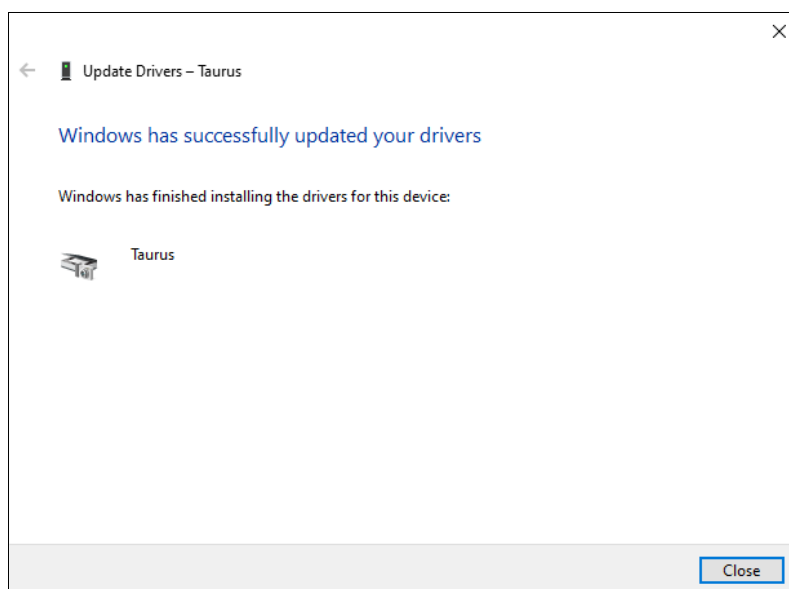 Update Drivers – Taurus
Windows has successfully updated your drivers
Windows has finished installing the drivers for this device:
Taurus
Close